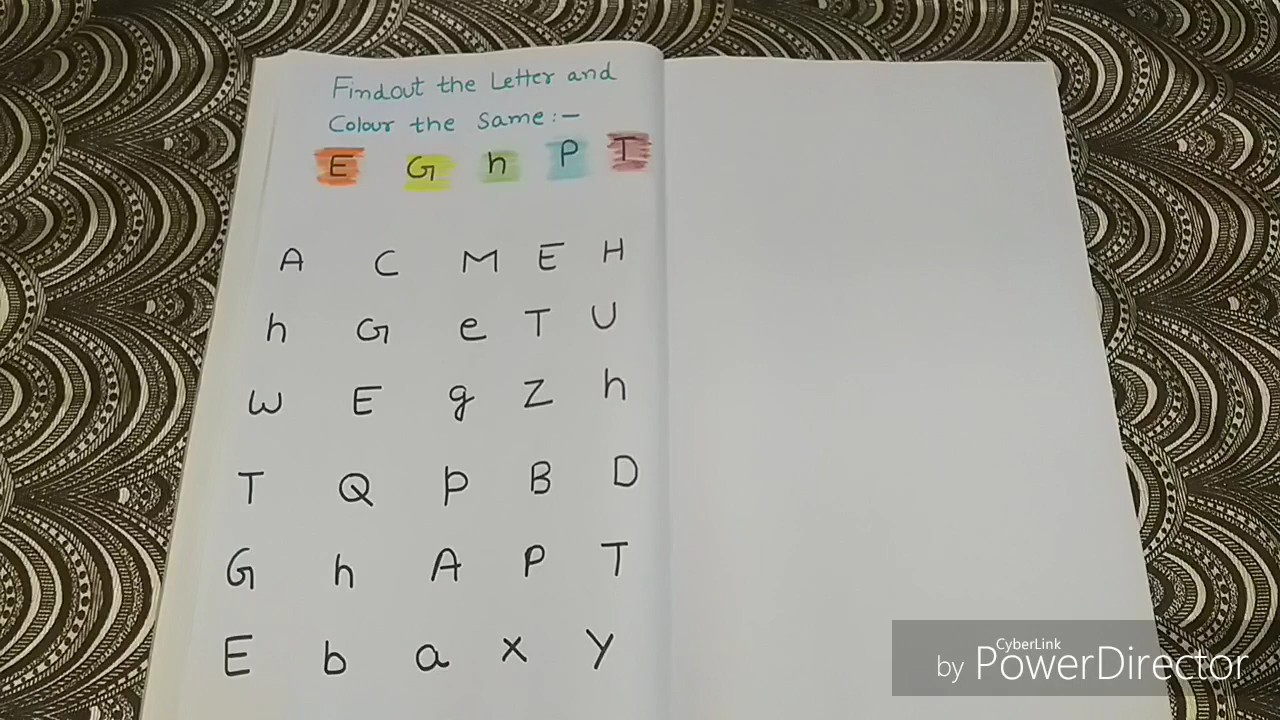 Findout the Letter and
Colour the same:-
E G h P T
A C M E H
h G e T U
W E g Z h
T Q p B D
G h A P T
E b a x y
CyberLink
by PowerDirector